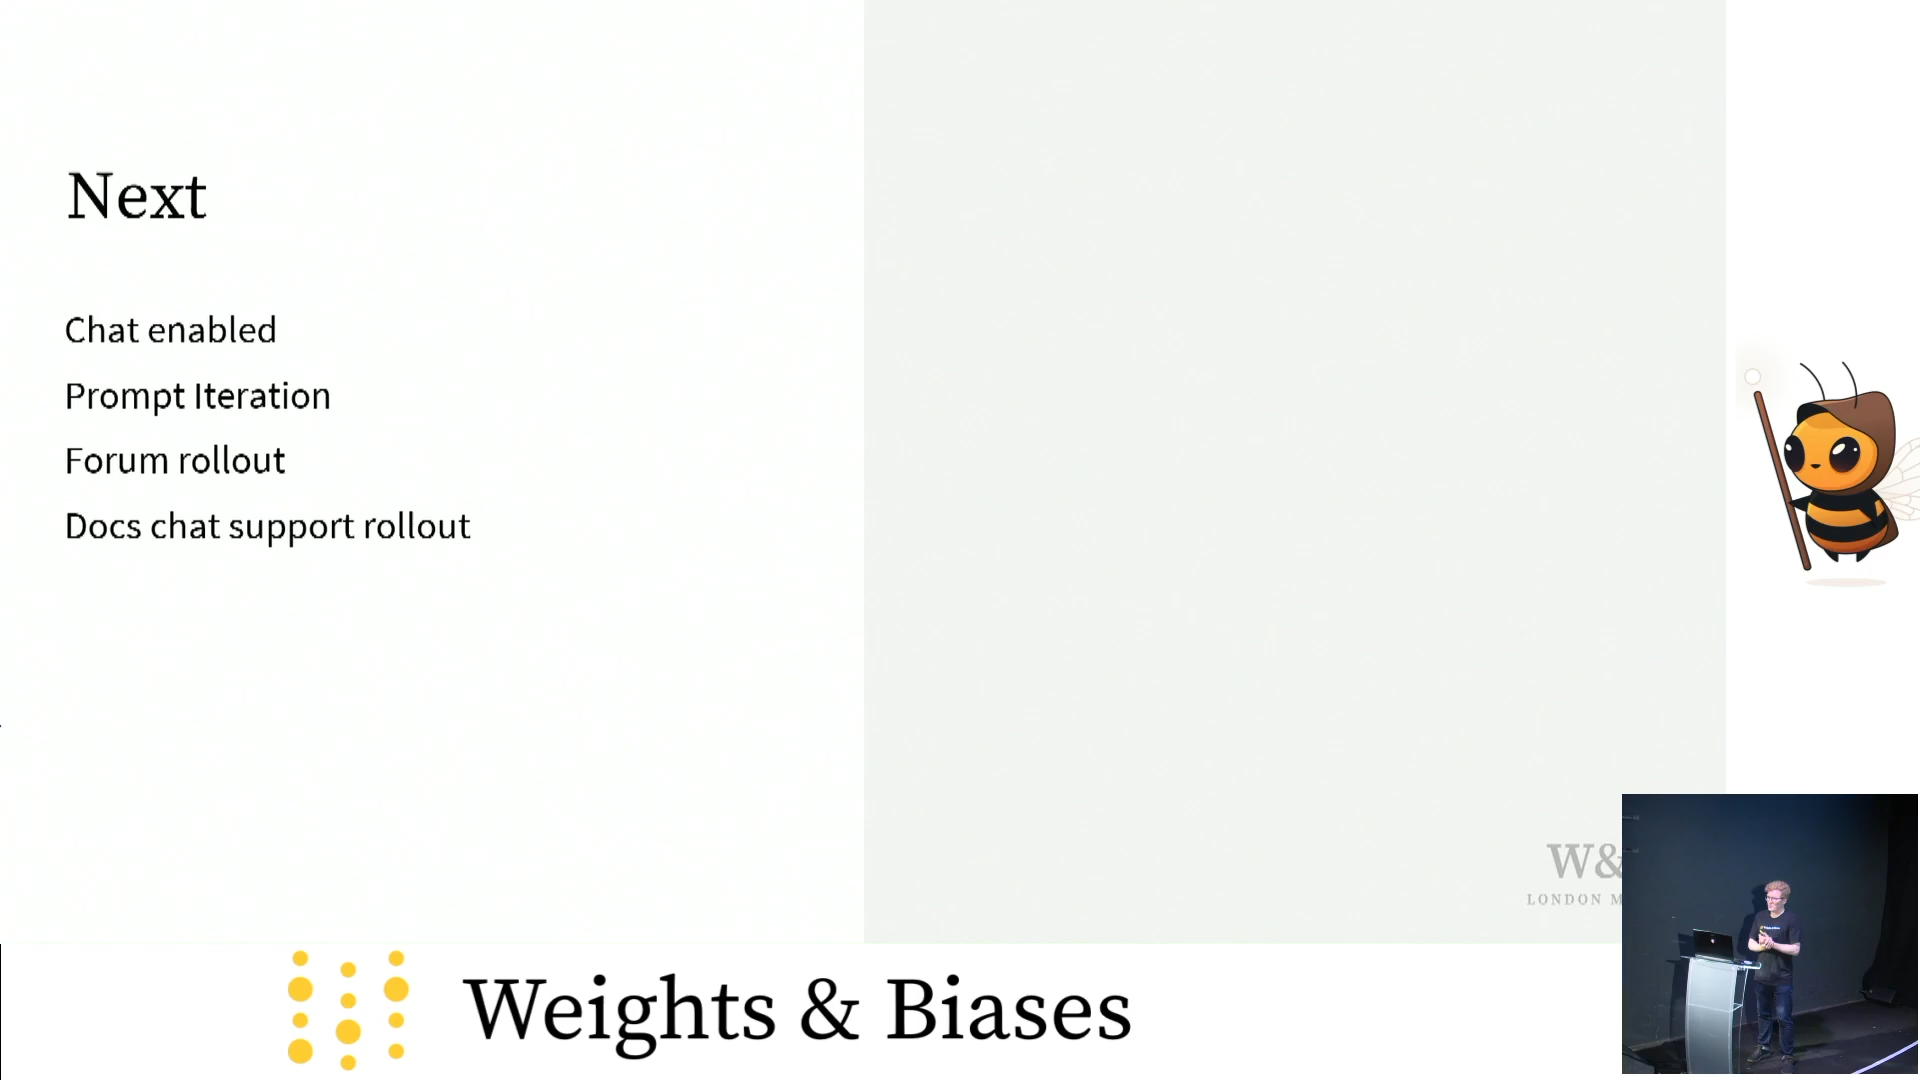 Next
Chat enabled
Prompt Iteration
Forum rollout
Docs chat support rollout
W&
LONDON M
Weights & Biases